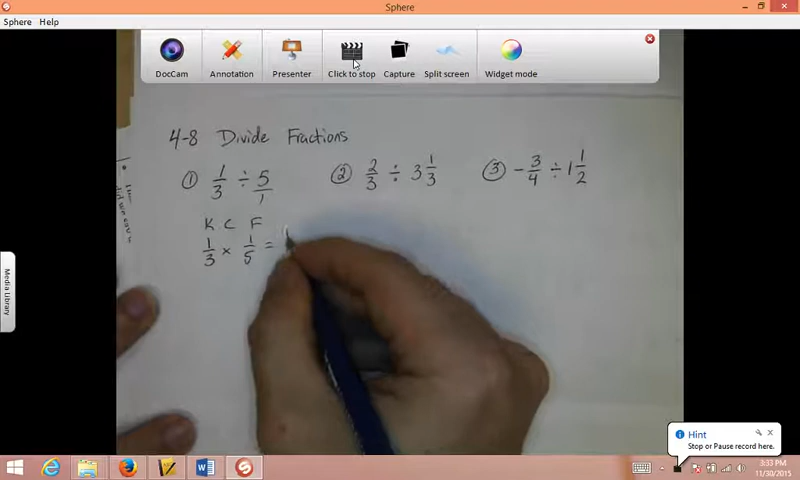 Sphere
Sphere Help
DocCam Annotation Presenter Click to stop Capture Split screen Widget mode
4-8 Divide Fractions
① 1/3 ÷ 5/1 ② 2/3 ÷ 3 1/3 ③ - 3/4 ÷ 1 1/2
K C F
1/3 × 1/5 =
Media Library
Hint
Stop or Pause record here.
3:33 PM
11/30/2015